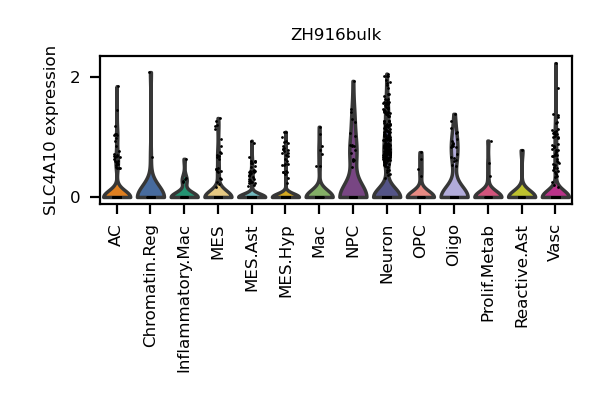 ZH916bulk
SLC4A10 expression
2
0
AC
Chromatin.Reg
Inflammatory.Mac
MES
MES.Ast
MES.Hyp
Mac
NPC
Neuron
OPC
Oligo
Prolif.Metab
Reactive.Ast
Vasc